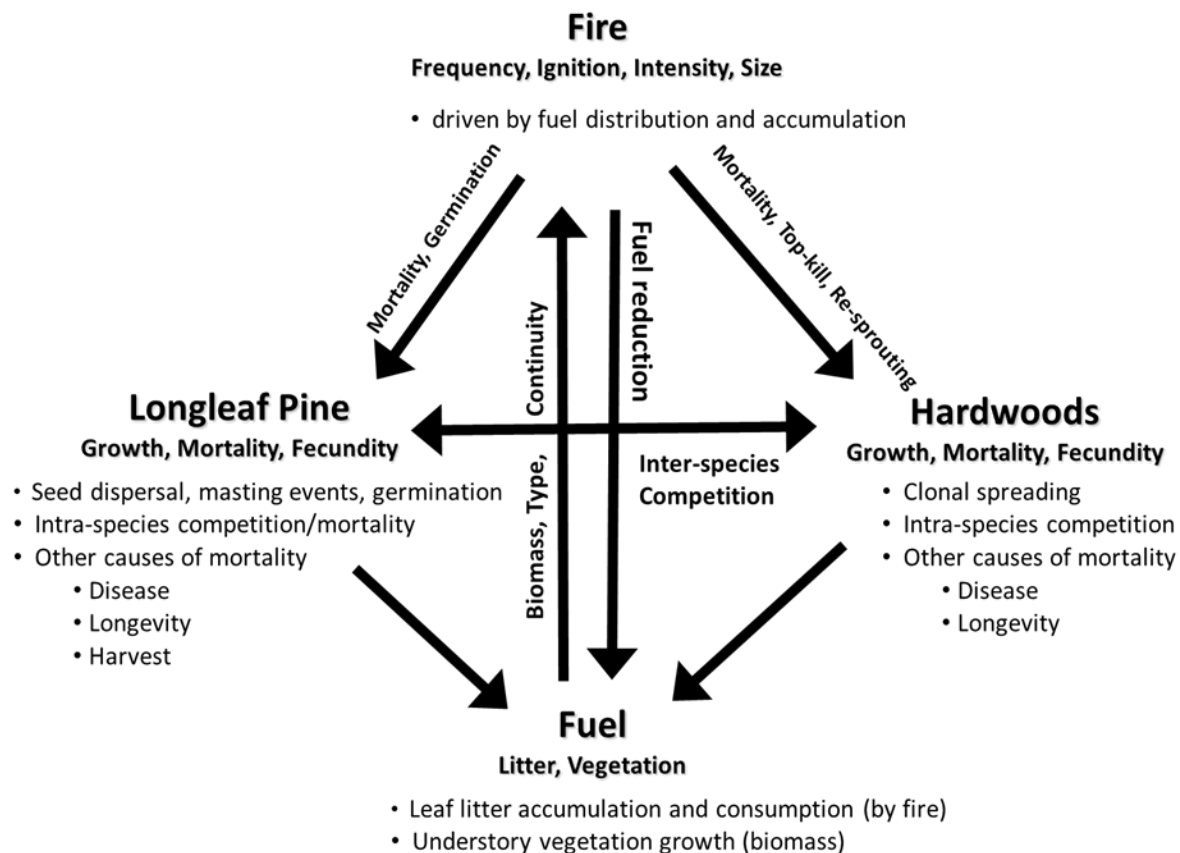 Fire
Frequency, Ignition, Intensity, Size
• driven by fuel distribution and accumulation
Mortality, Germination
Mortality, Top-kill, Re-sprouting
Biomass, Type, Continuity
Fuel reduction
Longleaf Pine
Growth, Mortality, Fecundity
• Seed dispersal, masting events, germination
• Intra-species competition/mortality
• Other causes of mortality
• Disease
• Longevity
• Harvest
Inter-species
Competition
Hardwoods
Growth, Mortality, Fecundity
• Clonal spreading
• Intra-species competition
• Other causes of mortality
• Disease
• Longevity
Fuel
Litter, Vegetation
• Leaf litter accumulation and consumption (by fire)
• Understory vegetation growth (biomass)